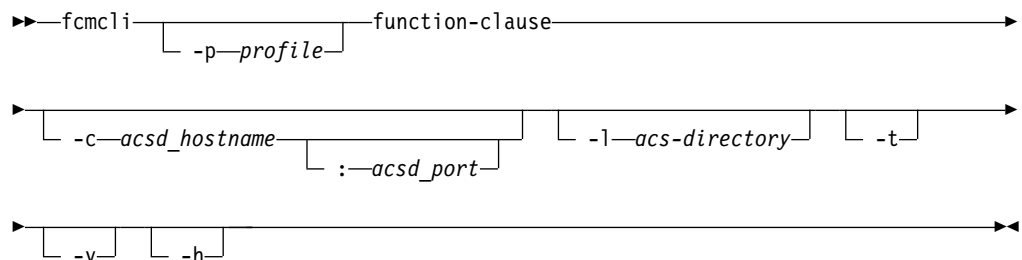 fcmcli function-clause
-p profile
-c acsd_hostname -l acs-directory -t
: acsd_port
-v -h